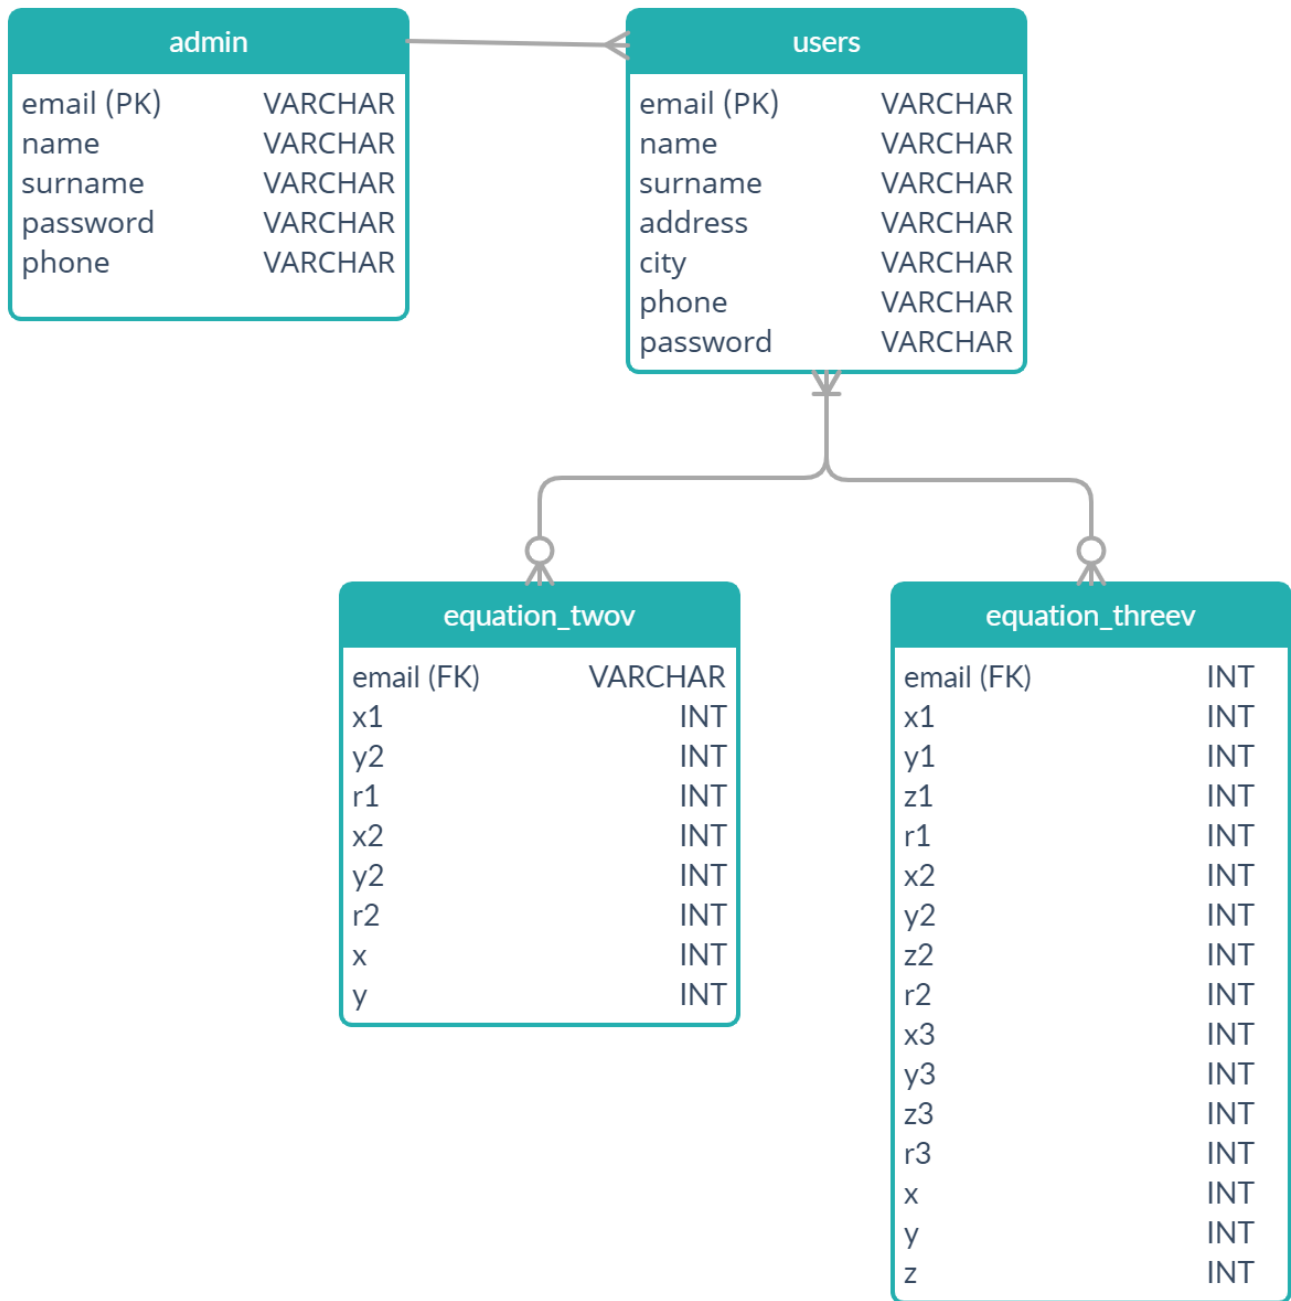 admin
email (PK) VARCHAR
name VARCHAR
surname VARCHAR
password VARCHAR
phone VARCHAR
users
email (PK) VARCHAR
name VARCHAR
surname VARCHAR
address VARCHAR
city VARCHAR
phone VARCHAR
password VARCHAR
equation_twov
email (FK) VARCHAR
x1 INT
y2 INT
r1 INT
x2 INT
y2 INT
r2 INT
x INT
y INT
equation_threev
email (FK) INT
x1 INT
y1 INT
z1 INT
r1 INT
x2 INT
y2 INT
z2 INT
r2 INT
x3 INT
y3 INT
z3 INT
r3 INT
x INT
y INT
z INT